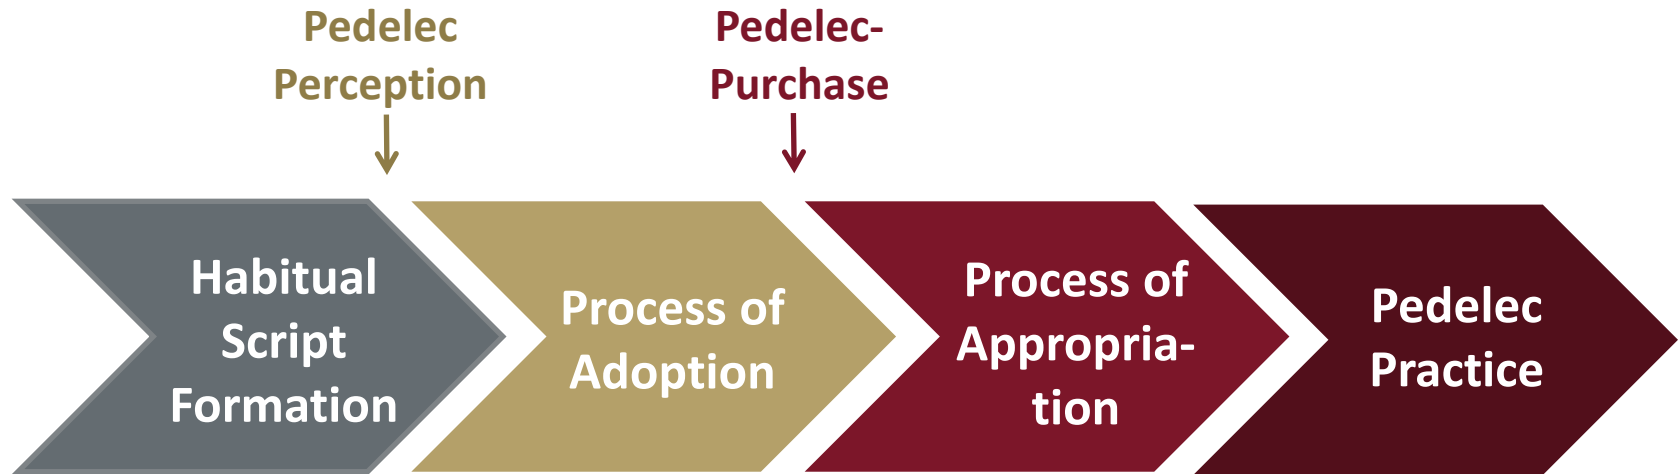 Pedelec
Perception
Pedelec-
Purchase
Habitual
Script
Formation
Process of
Adoption
Process of
Appropria-
tion
Pedelec
Practice